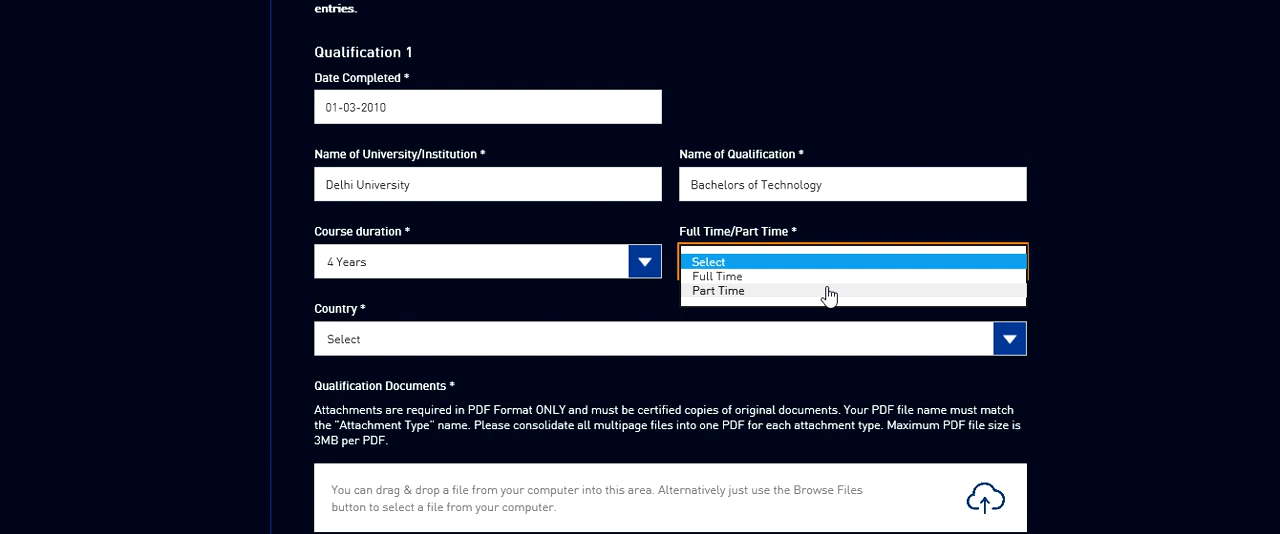 entries.
Qualification 1
Date Completed *
01-03-2010
Name of University/Institution * Name of Qualification *
Delhi University Bachelors of Technology
Course duration * Full Time/Part Time *
4 Years Select
Full Time
Part Time
Country *
Select
Qualification Documents *
Attachments are required in PDF Format ONLY and must be certified copies of original documents. Your PDF file name must match
the "Attachment Type" name. Please consolidate all multipage files into one PDF for each attachment type. Maximum PDF file size is
3MB per PDF.
You can drag & drop a file from your computer into this area. Alternatively just use the Browse Files
button to select a file from your computer.